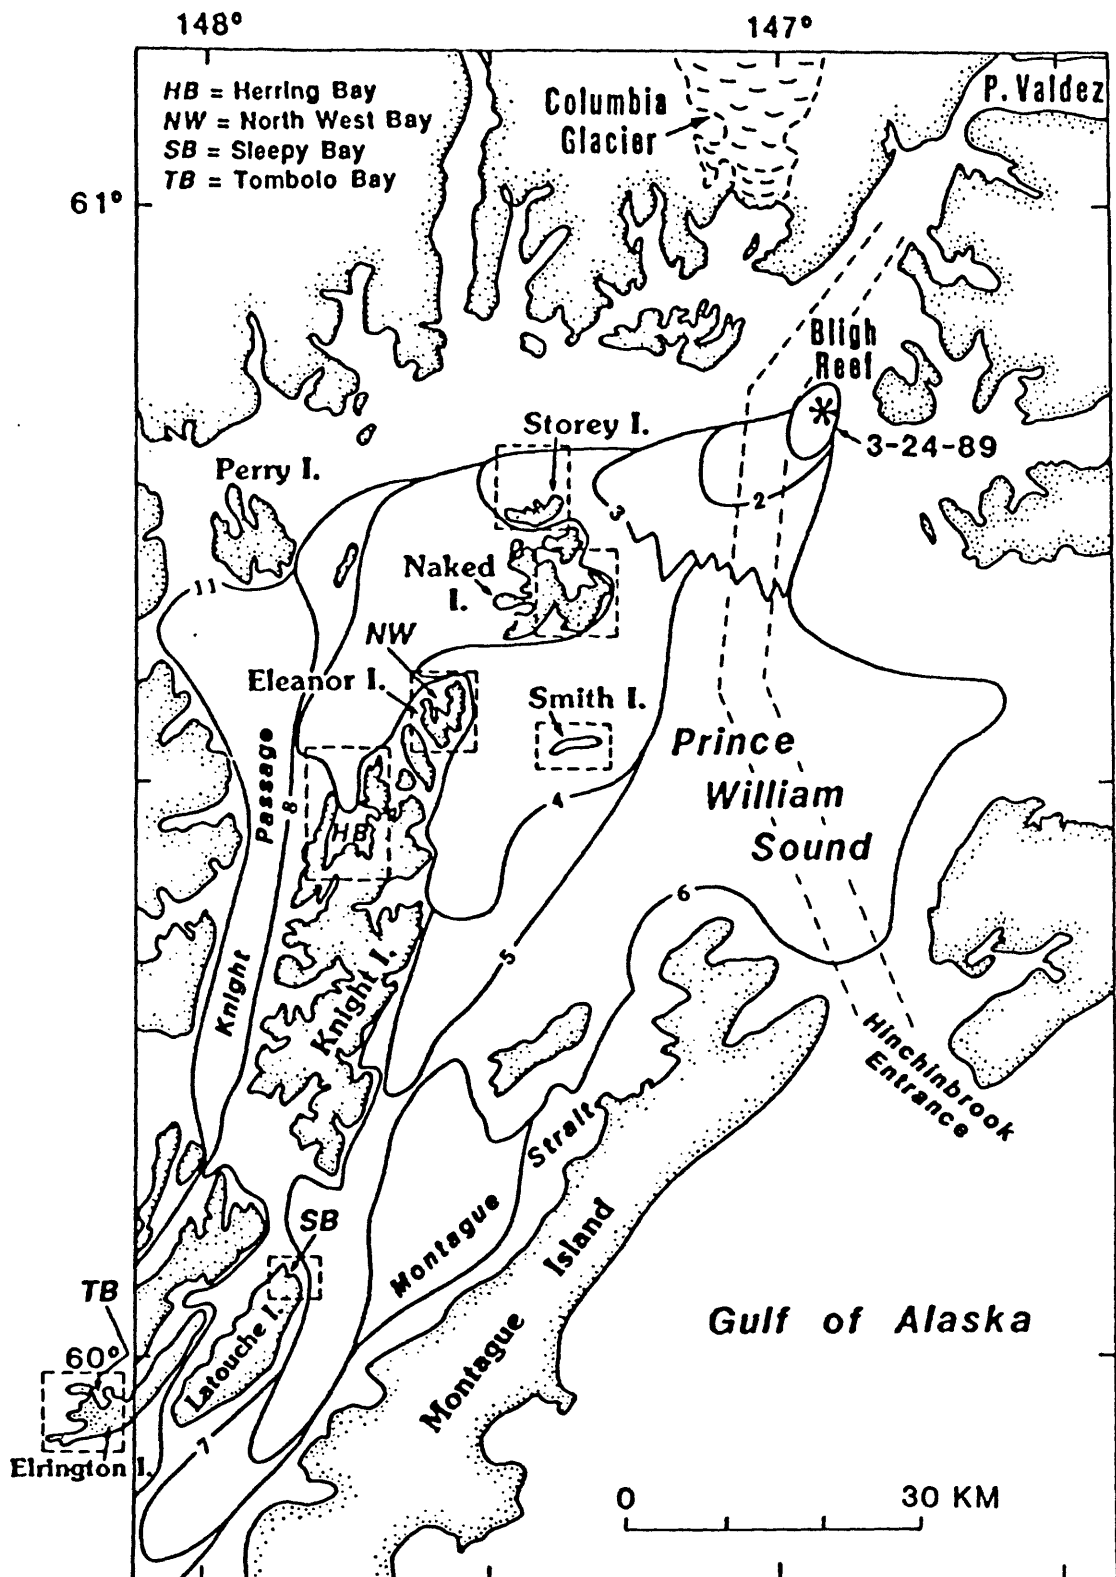 148°
147°
HB = Herring Bay
NW = North West Bay
SB = Sleepy Bay
TB = Tombolo Bay
Columbia
Glacier
P. Valdez
61°
Bligh
Reef
Storey I.
3-24-89
Perry I.
2
3
Naked
I.
11
NW
Eleanor I.
Smith I.
Prince
William
Sound
Passage
8
HB
4
6
5
Knight
Knight I.
Hinchinbrook
Entrance
Strait
SB
Montague
Island
TB
Gulf of Alaska
60°
Latouche I.
Montague
7
Elrington I.
0
30 KM